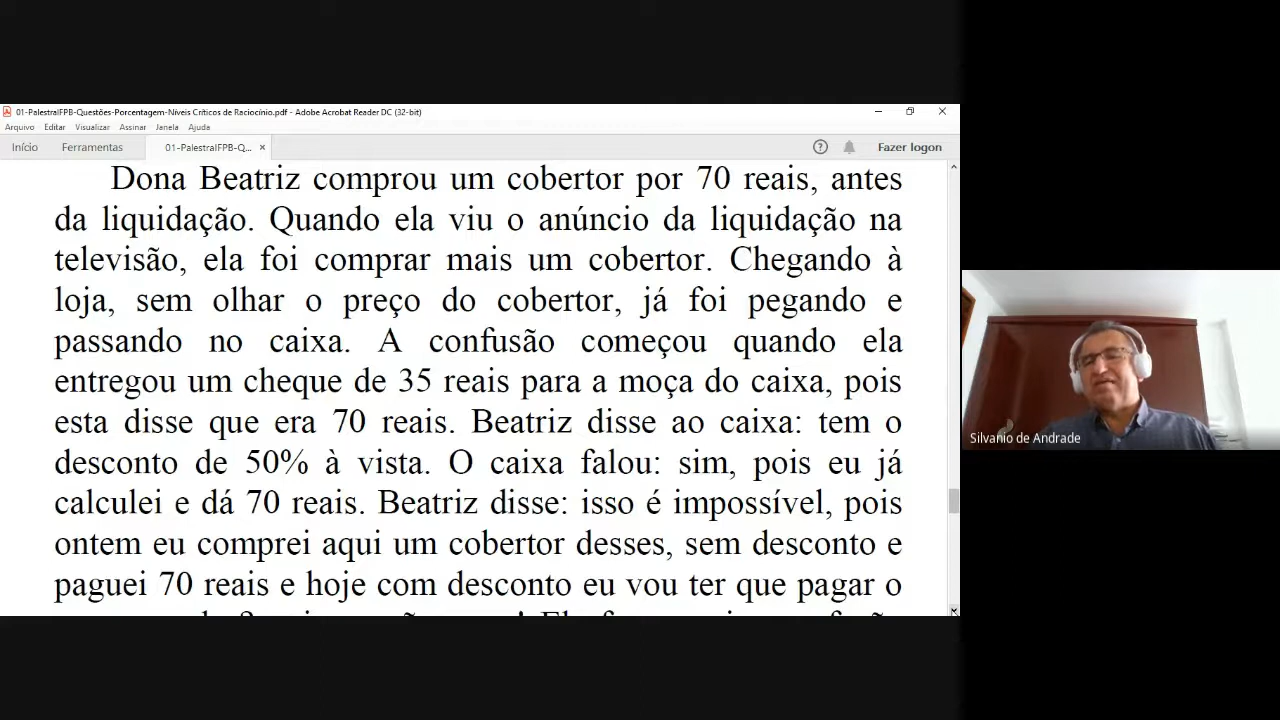 01-PalestraIFPB-Questões-Porcentagem-Níveis Críticos de Raciocínio.pdf - Adobe Acrobat Reader DC (32-bit)
Arquivo Editar Visualizar Assinar Janela Ajuda
Início Ferramentas 01-PalestraIFPB-Q... × Fazer logon
Dona Beatriz comprou um cobertor por 70 reais, antes
da liquidação. Quando ela viu o anúncio da liquidação na
televisão, ela foi comprar mais um cobertor. Chegando à
loja, sem olhar o preço do cobertor, já foi pegando e
passando no caixa. A confusão começou quando ela
entregou um cheque de 35 reais para a moça do caixa, pois
esta disse que era 70 reais. Beatriz disse ao caixa: tem o
desconto de 50% à vista. O caixa falou: sim, pois eu já
calculei e dá 70 reais. Beatriz disse: isso é impossível, pois
ontem eu comprei aqui um cobertor desses, sem desconto e
paguei 70 reais e hoje com desconto eu vou ter que pagar o
Silvanio de Andrade